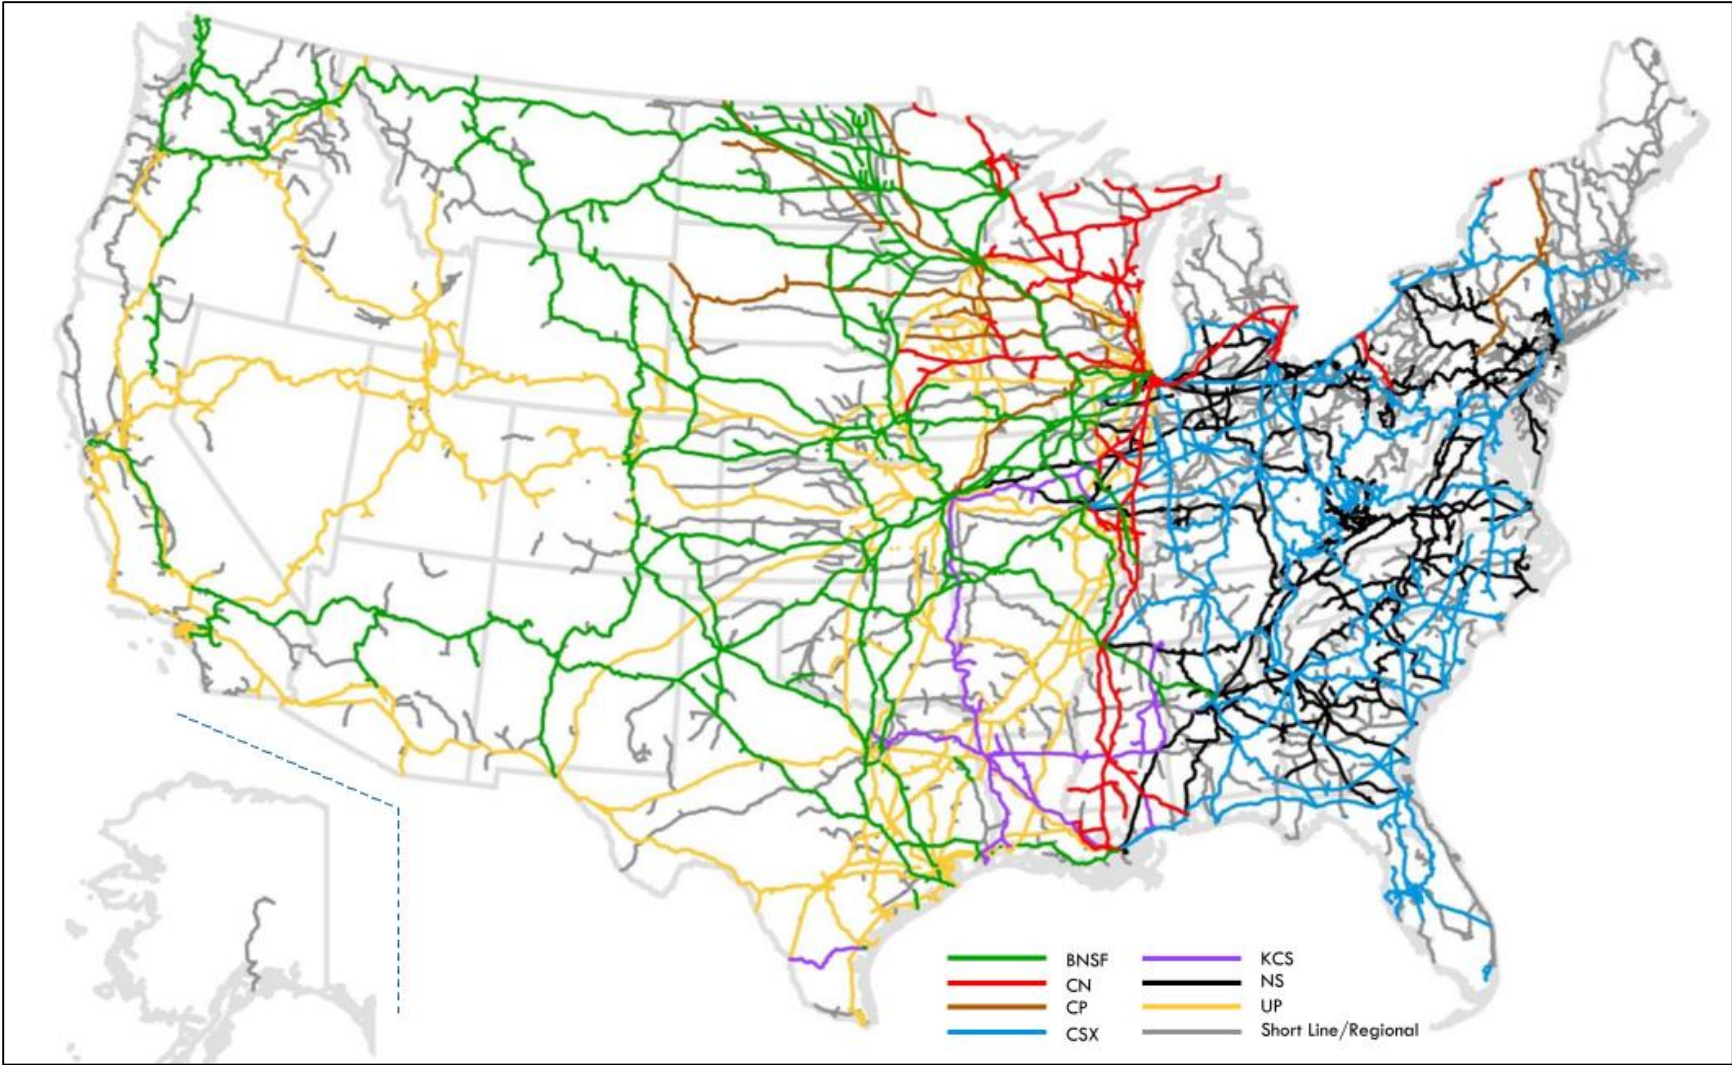 BNSF
CN
CP
CSX
KCS
NS
UP
Short Line/Regional